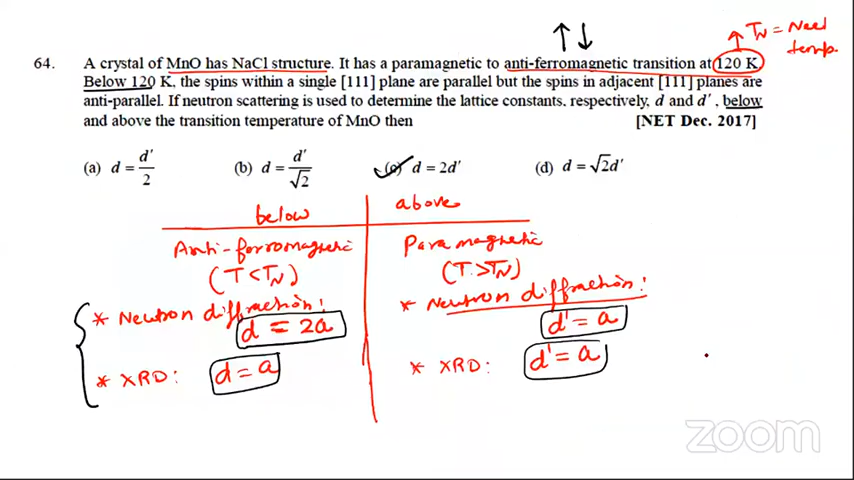 ↑↓
T_N = Neel
temp.
64. A crystal of MnO has NaCl structure. It has a paramagnetic to anti-ferromagnetic transition at 120 K.
Below 120 K, the spins within a single [111] plane are parallel but the spins in adjacent [111] planes are
anti-parallel. If neutron scattering is used to determine the lattice constants, respectively, d and d′, below
and above the transition temperature of MnO then [NET Dec. 2017]
(a) d = d′/2 (b) d = d′/√2 (c) d = 2d′ (d) d = √2d′
below above
Anti-ferromagnetic Paramagnetic
(T < T_N) (T > T_N)
* Neutron diffraction: * Neutron diffraction:
d = 2a d' = a
* XRD: d = a * XRD: d' = a
zoom